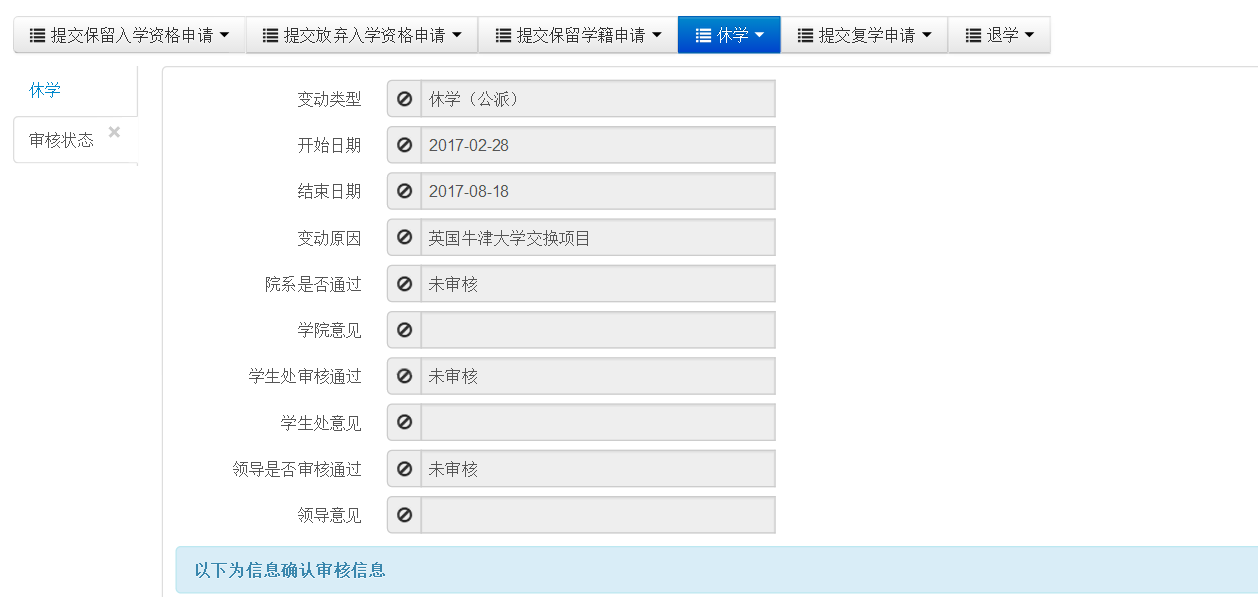 提交保留入学资格申请 提交放弃入学资格申请 提交保留学籍申请 休学 提交复学申请 退学
休学
审核状态
变动类型 休学（公派）
开始日期 2017-02-28
结束日期 2017-08-18
变动原因 英国牛津大学交换项目
院系是否通过 未审核
学院意见
学生处审核通过 未审核
学生处意见
领导是否审核通过 未审核
领导意见
以下为信息确认审核信息